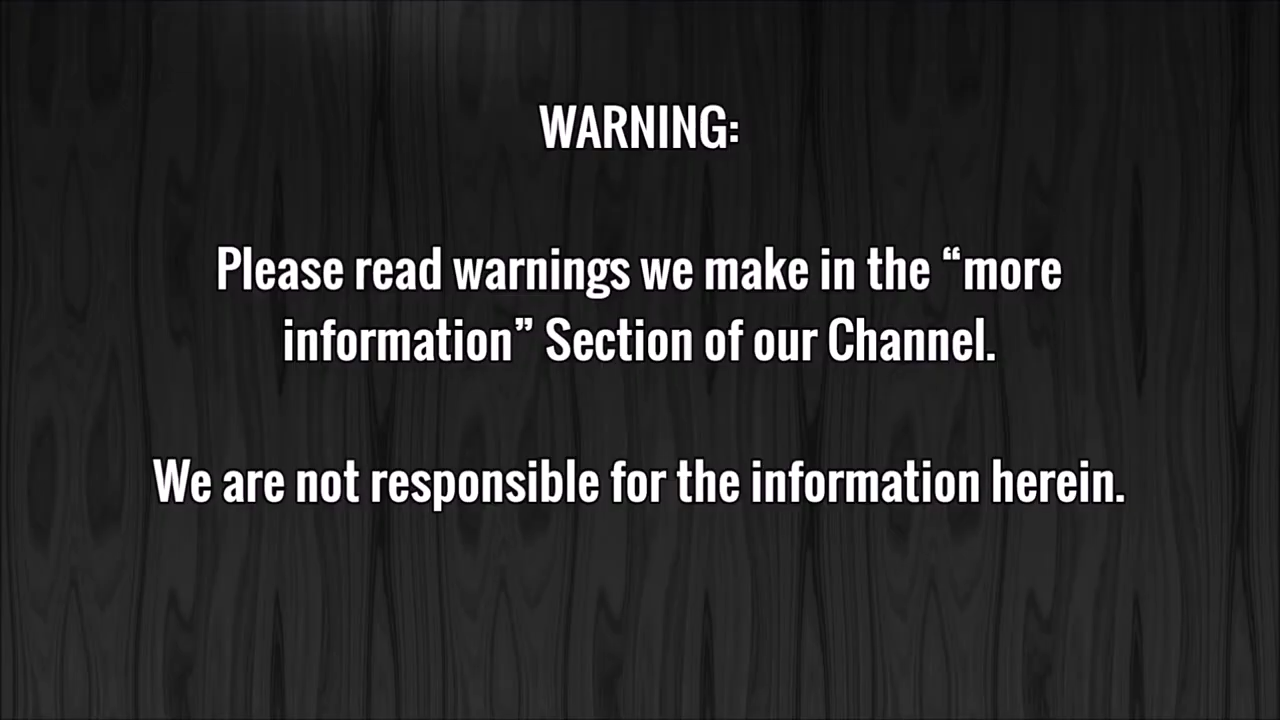 WARNING:
Please read warnings we make in the “more
information” Section of our Channel.
We are not responsible for the information herein.